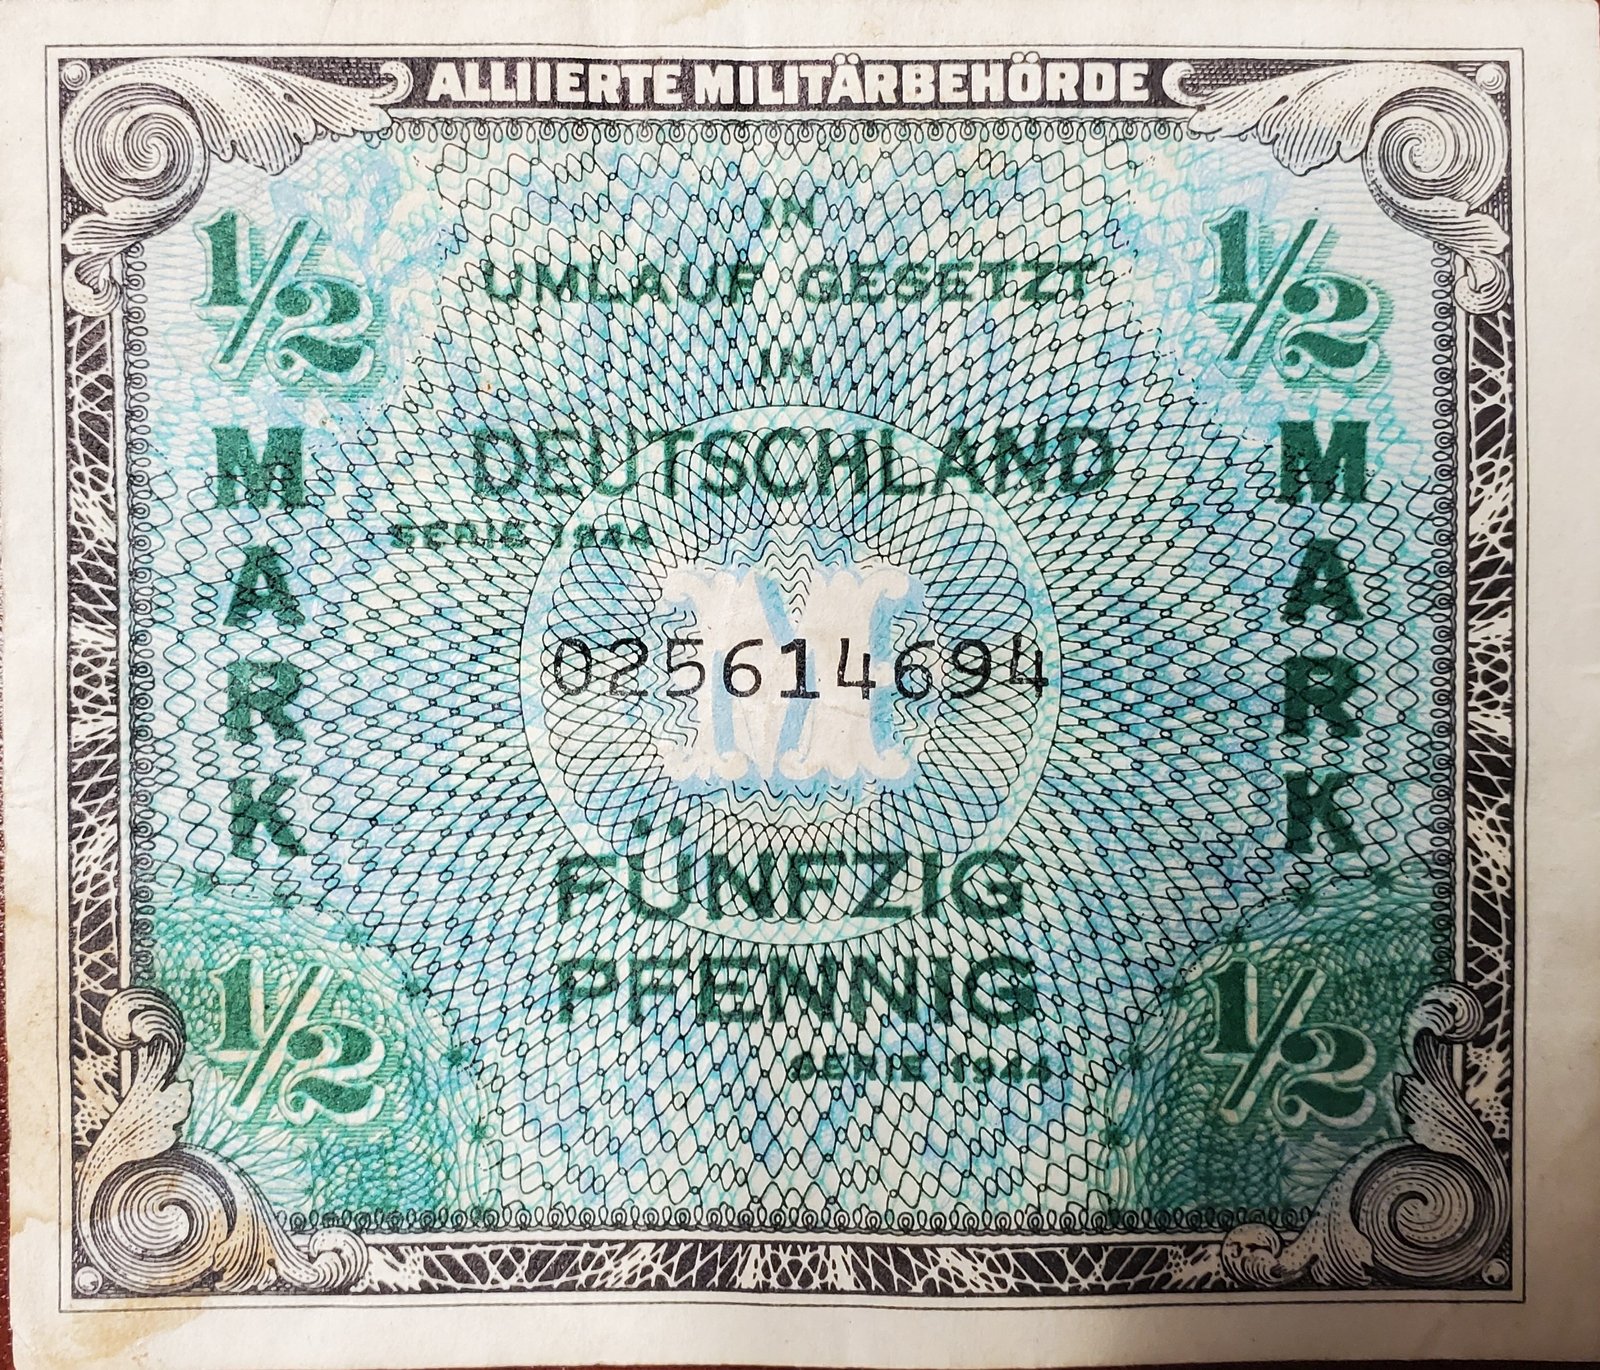 ALLIIERTE MILITÄRBEHÖRDE
1/2
IN
1/2
UMLAUF GESETZT
IN
MARK
DEUTSCHLAND
MARK
SERIE 1944
M
025614694
FÜNFZIG
PFENNIG
1/2
1/2
SERIE 1944